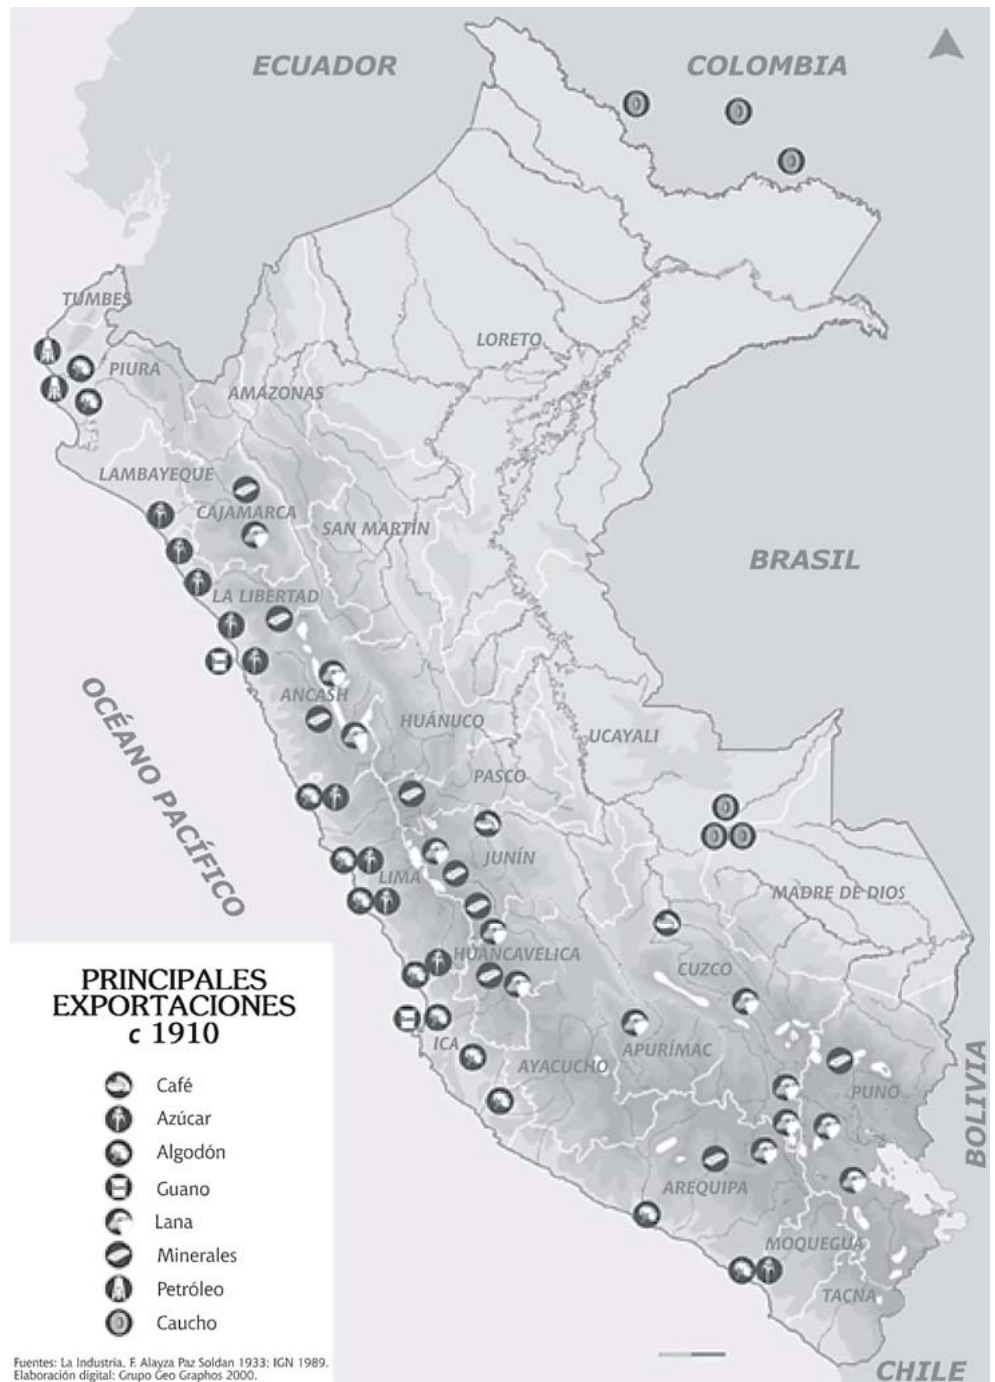 ECUADOR
COLOMBIA
TUMBES
PIURA
LORETO
AMAZONAS
LAMBAYEQUE
CAJAMARCA
SAN MARTÍN
BRASIL
LA LIBERTAD
ANCASH
HUÁNUCO
UCAYALI
OCÉANO PACÍFICO
PASCO
JUNÍN
LIMA
MADRE DE DIOS
HUANCAVELICA
CUZCO
ICA
AYACUCHO
APURÍMAC
PUNO
BOLIVIA
AREQUIPA
MOQUEGUA
TACNA
CHILE
PRINCIPALES
EXPORTACIONES
c 1910
Café
Azúcar
Algodón
Guano
Lana
Minerales
Petróleo
Caucho
Fuentes: La Industria, F. Alayza Paz Soldan 1933; IGN 1989.
Elaboración digital: Grupo Geo Graphos 2000.